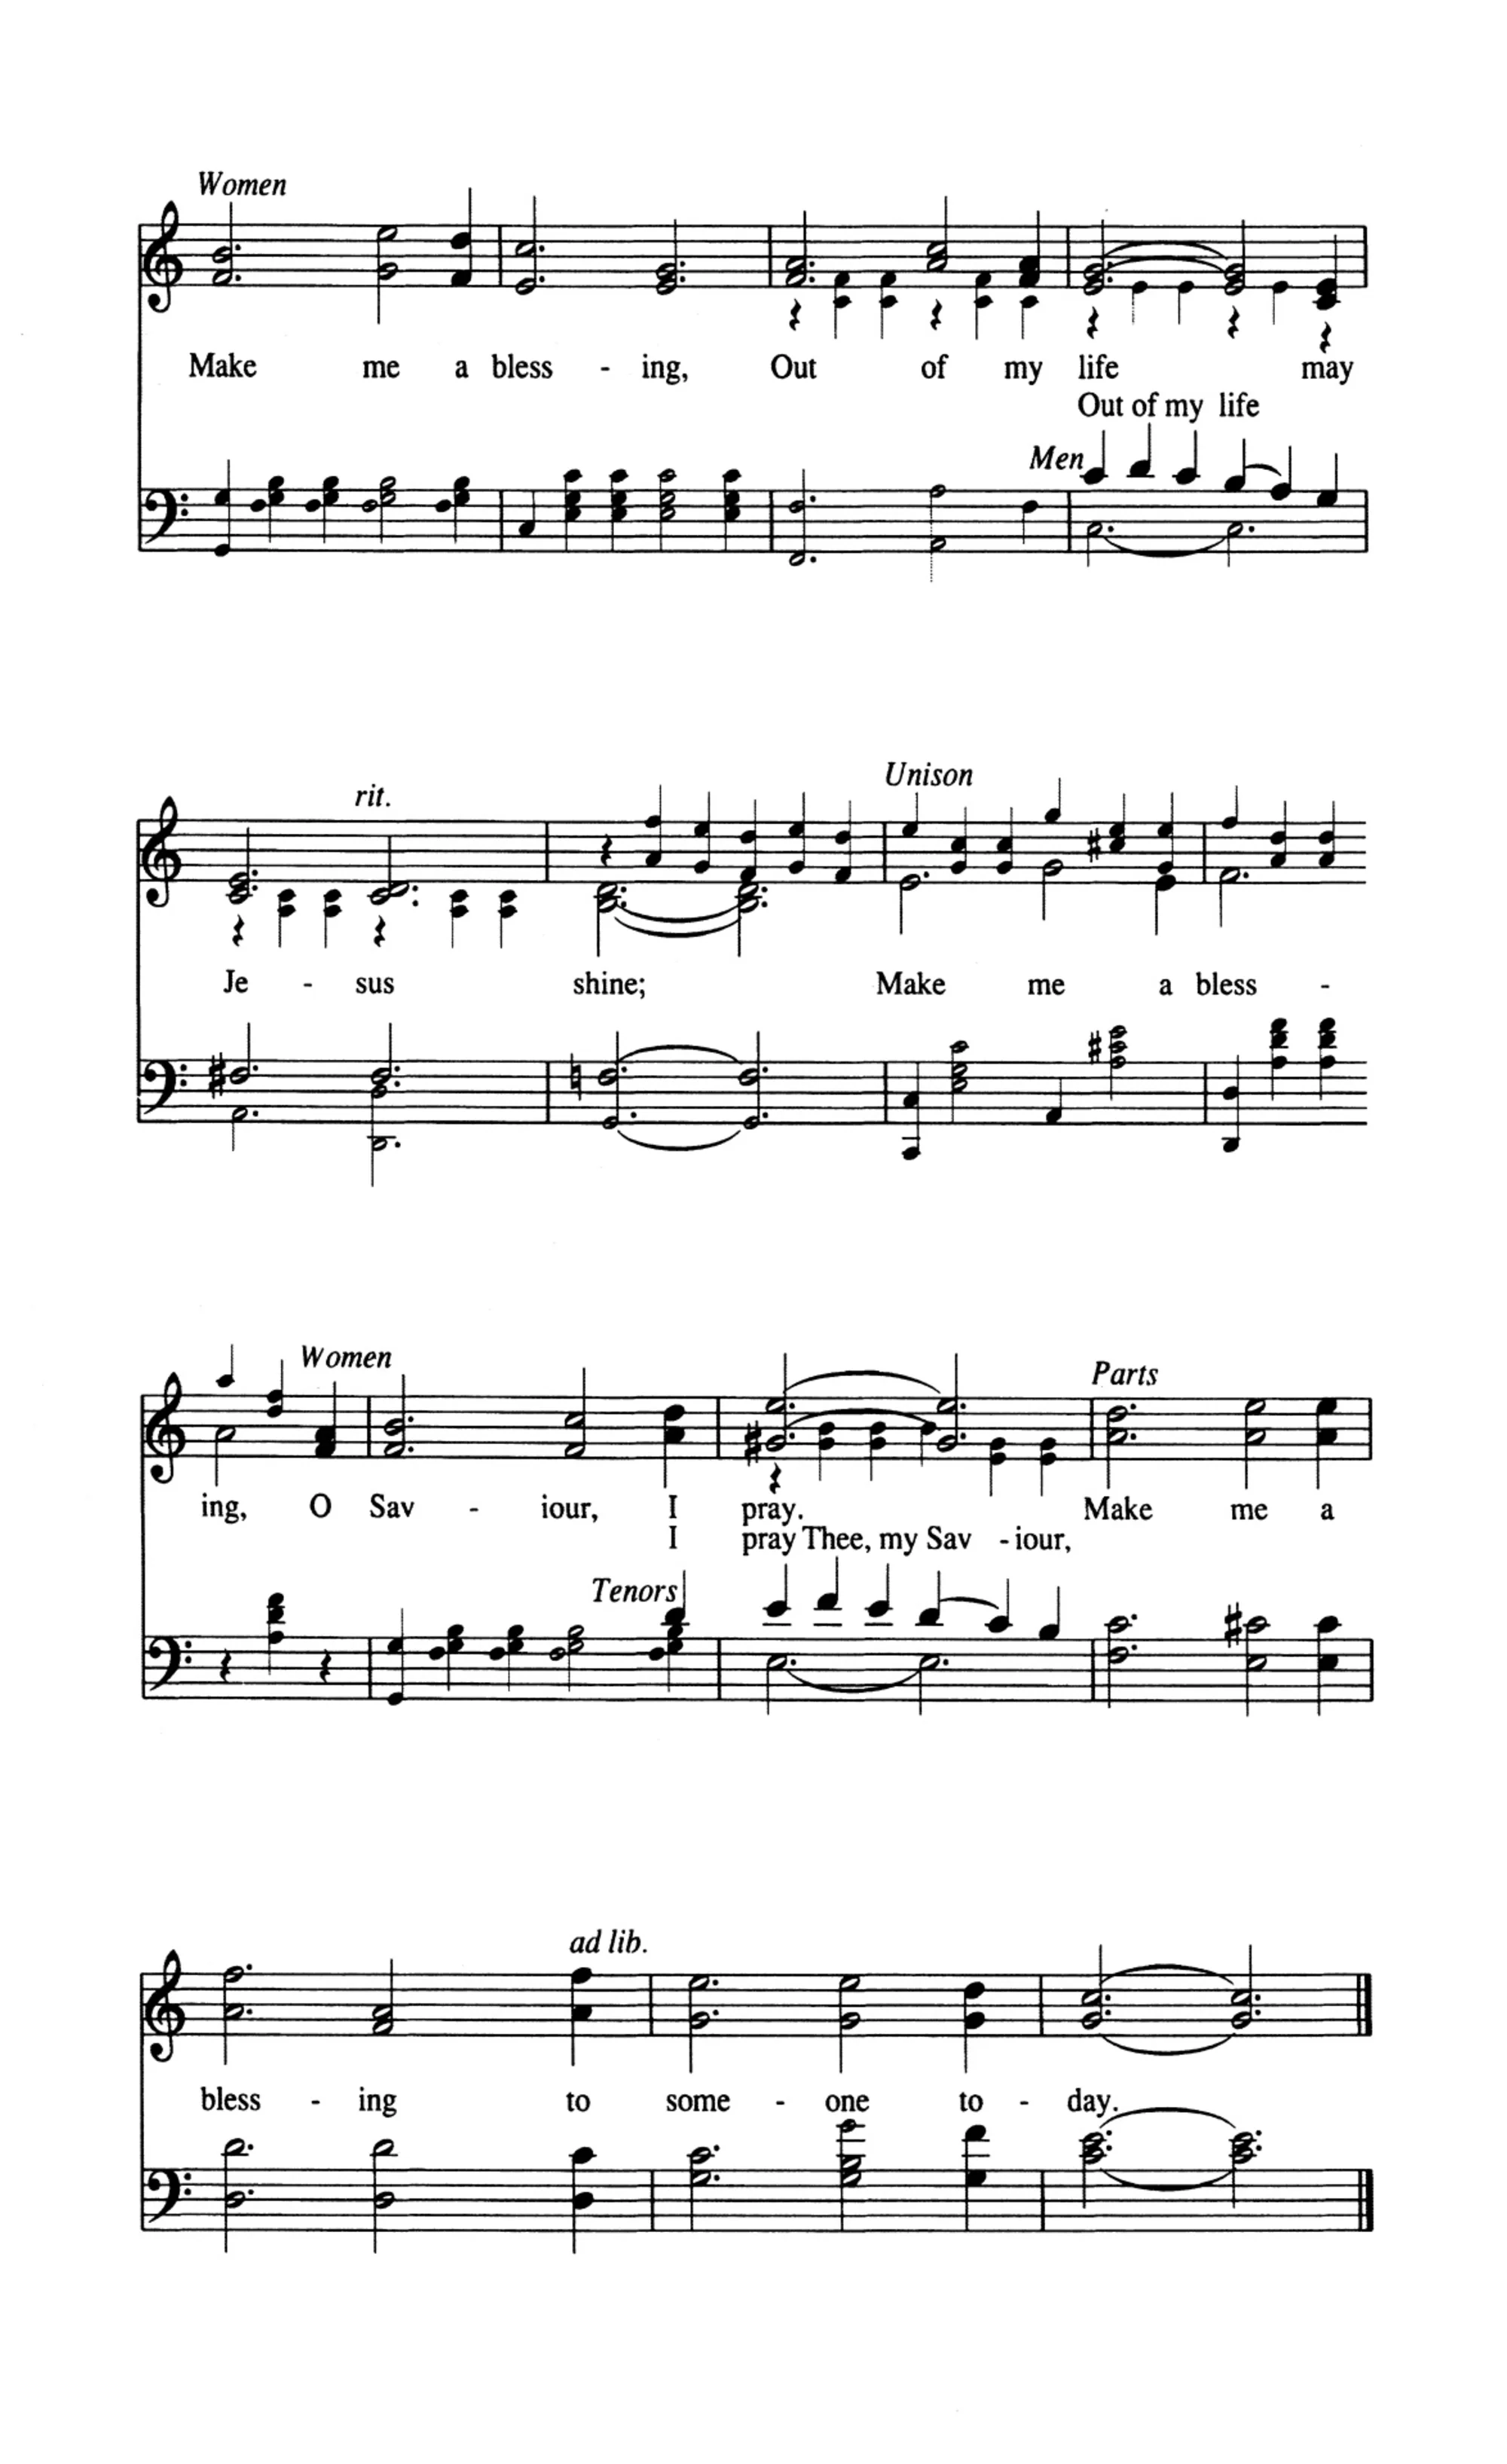 Women
Make me a bless - ing, Out of my life may
Out of my life
Men
rit.
Unison
Je - sus shine; Make me a bless -
Women
Parts
ing, O Sav - iour, I pray. Make me a
I pray Thee, my Sav - iour,
Tenors
ad lib.
bless - ing to some - one to - day.